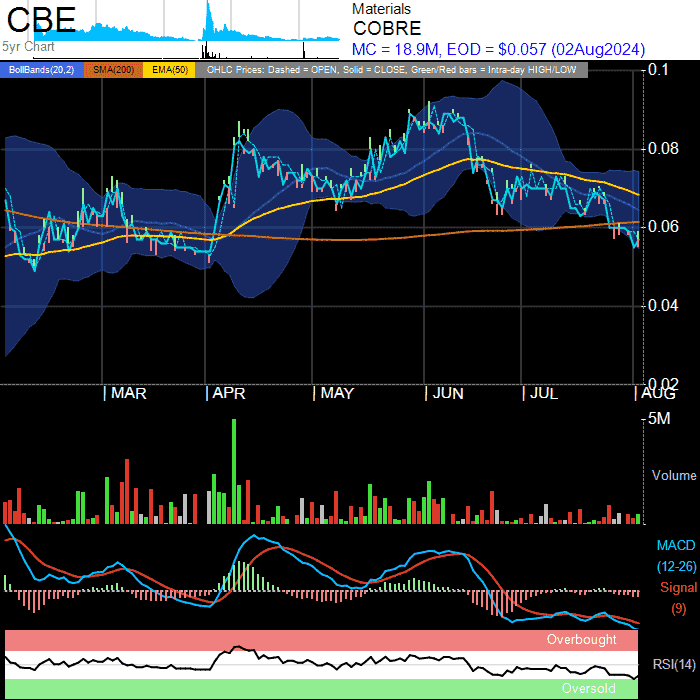 CBE
5yr Chart
Materials
COBRE
MC = 18.9M, EOD = $0.057 (02Aug2024)
BollBands(20,2) SMA(200) EMA(50) OHLC Prices: Dashed = OPEN, Solid = CLOSE, Green/Red bars = Intra-day HIGH/LOW
0.1
0.08
0.06
0.04
0.02
MAR APR MAY JUN JUL AUG
5M
Volume
MACD
(12-26)
Signal
(9)
Overbought
RSI(14)
Oversold